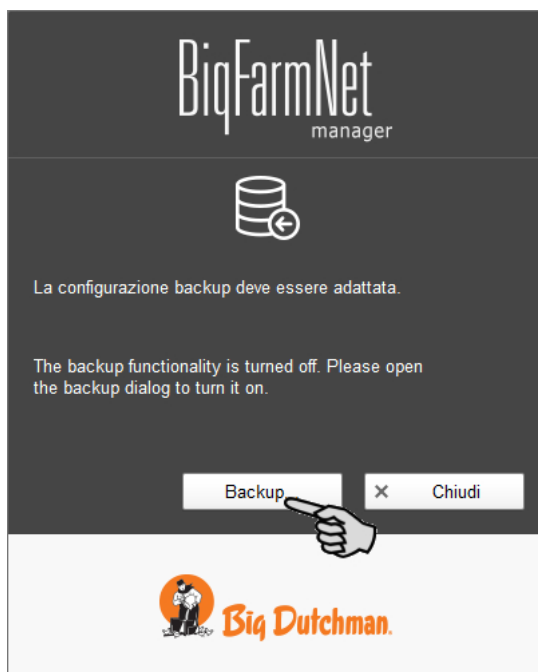 BigFarmNet
manager
La configurazione backup deve essere adattata.
The backup functionality is turned off. Please open
the backup dialog to turn it on.
Backup
× Chiudi
Big Dutchman.